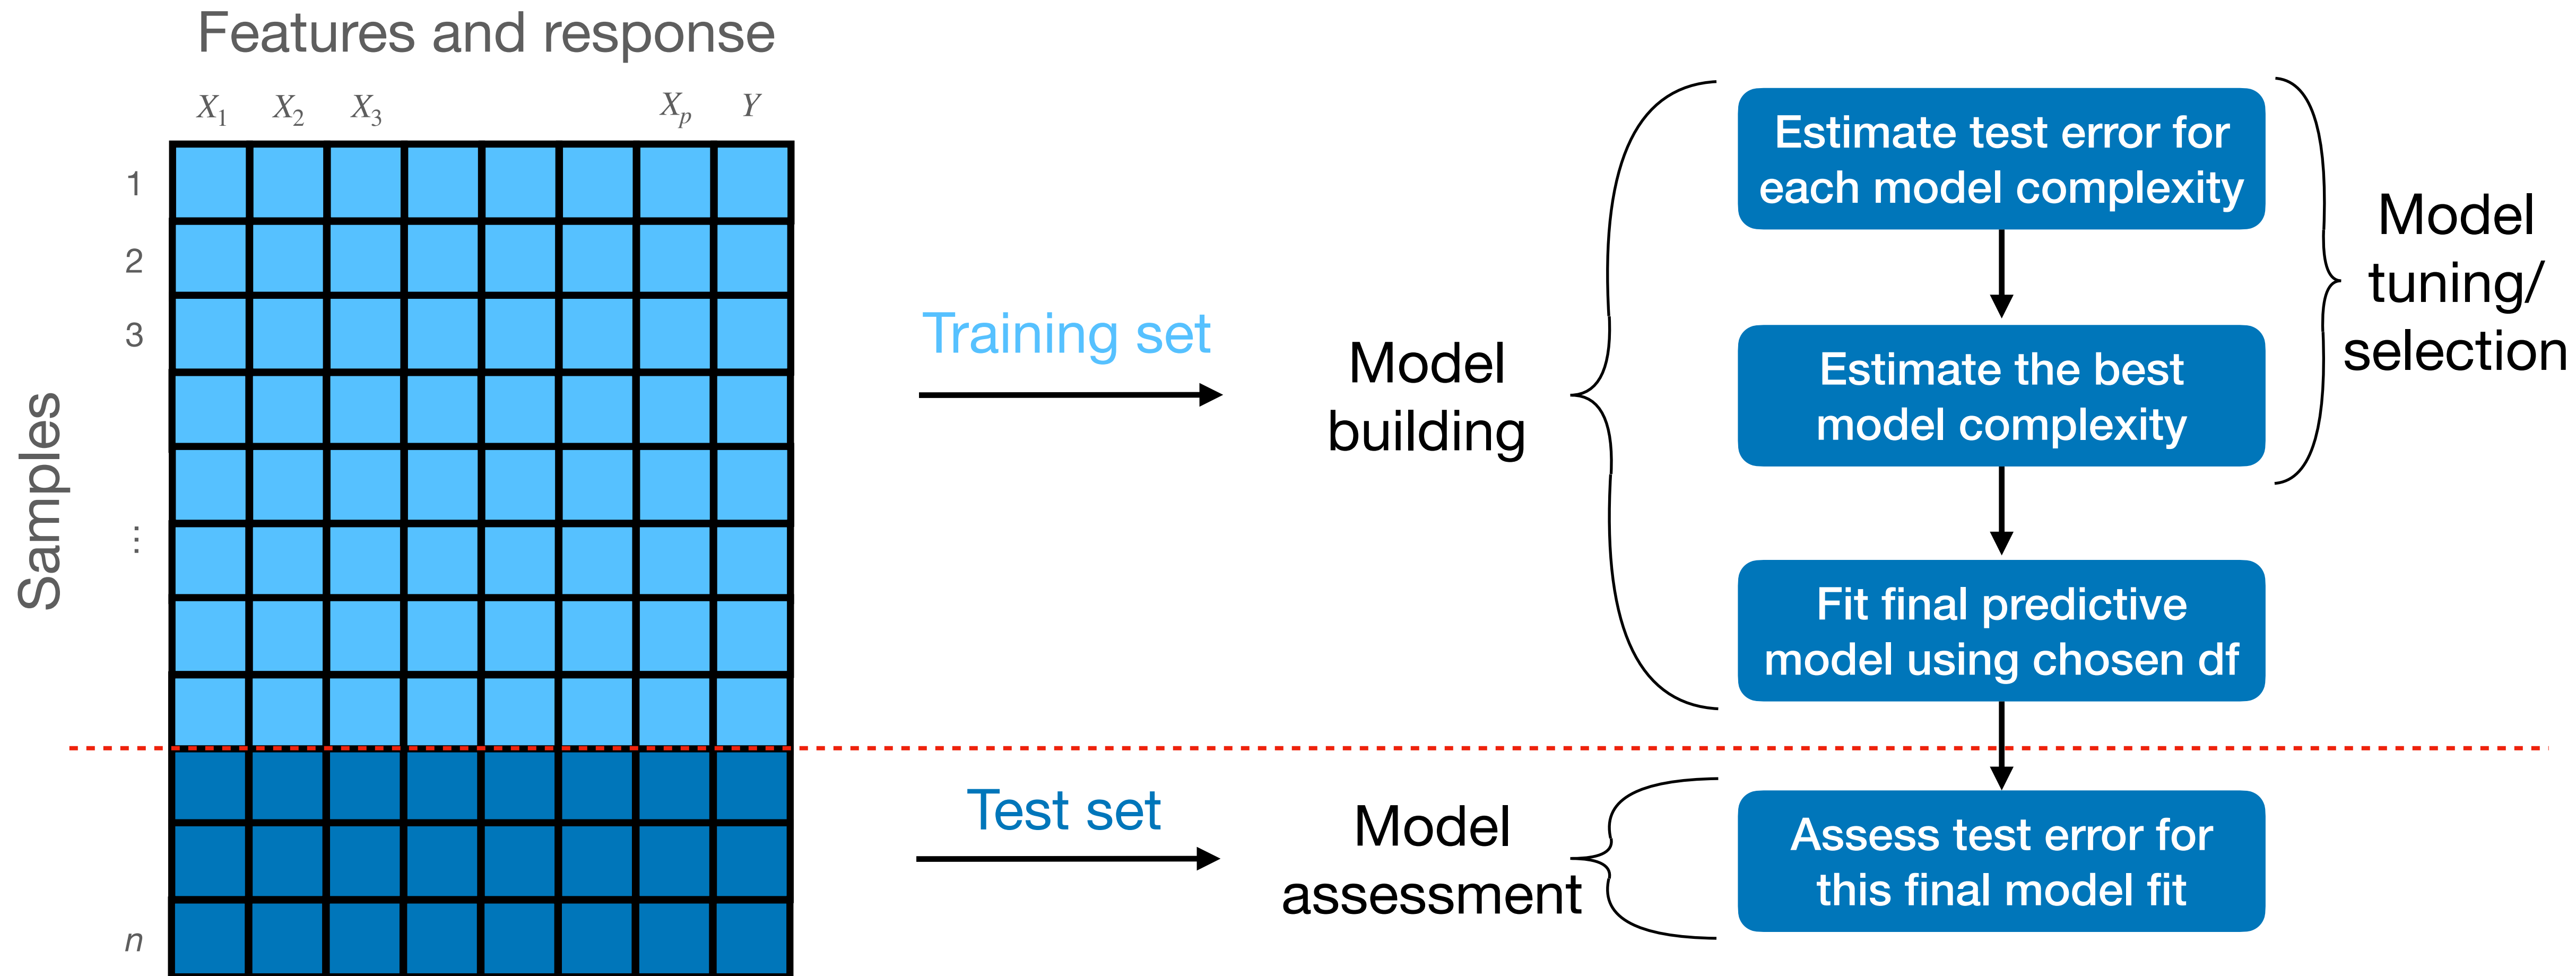 Features and response
X₁ X₂ X₃ Xₚ Y
Samples
1
2
3
⋮
n
Training set
Model
building
Estimate test error for
each model complexity
Estimate the best
model complexity
Fit final predictive
model using chosen df
Model
tuning/
selection
Test set
Model
assessment
Assess test error for
this final model fit